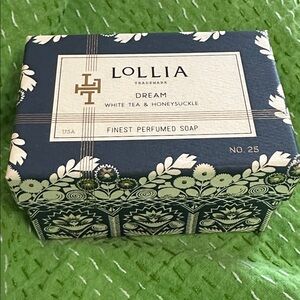 LoLLIA
TRADEMARK
DREAM
WHITE TEA & HONEYSUCKLE
FINEST PERFUMED SOAP
NO. 25